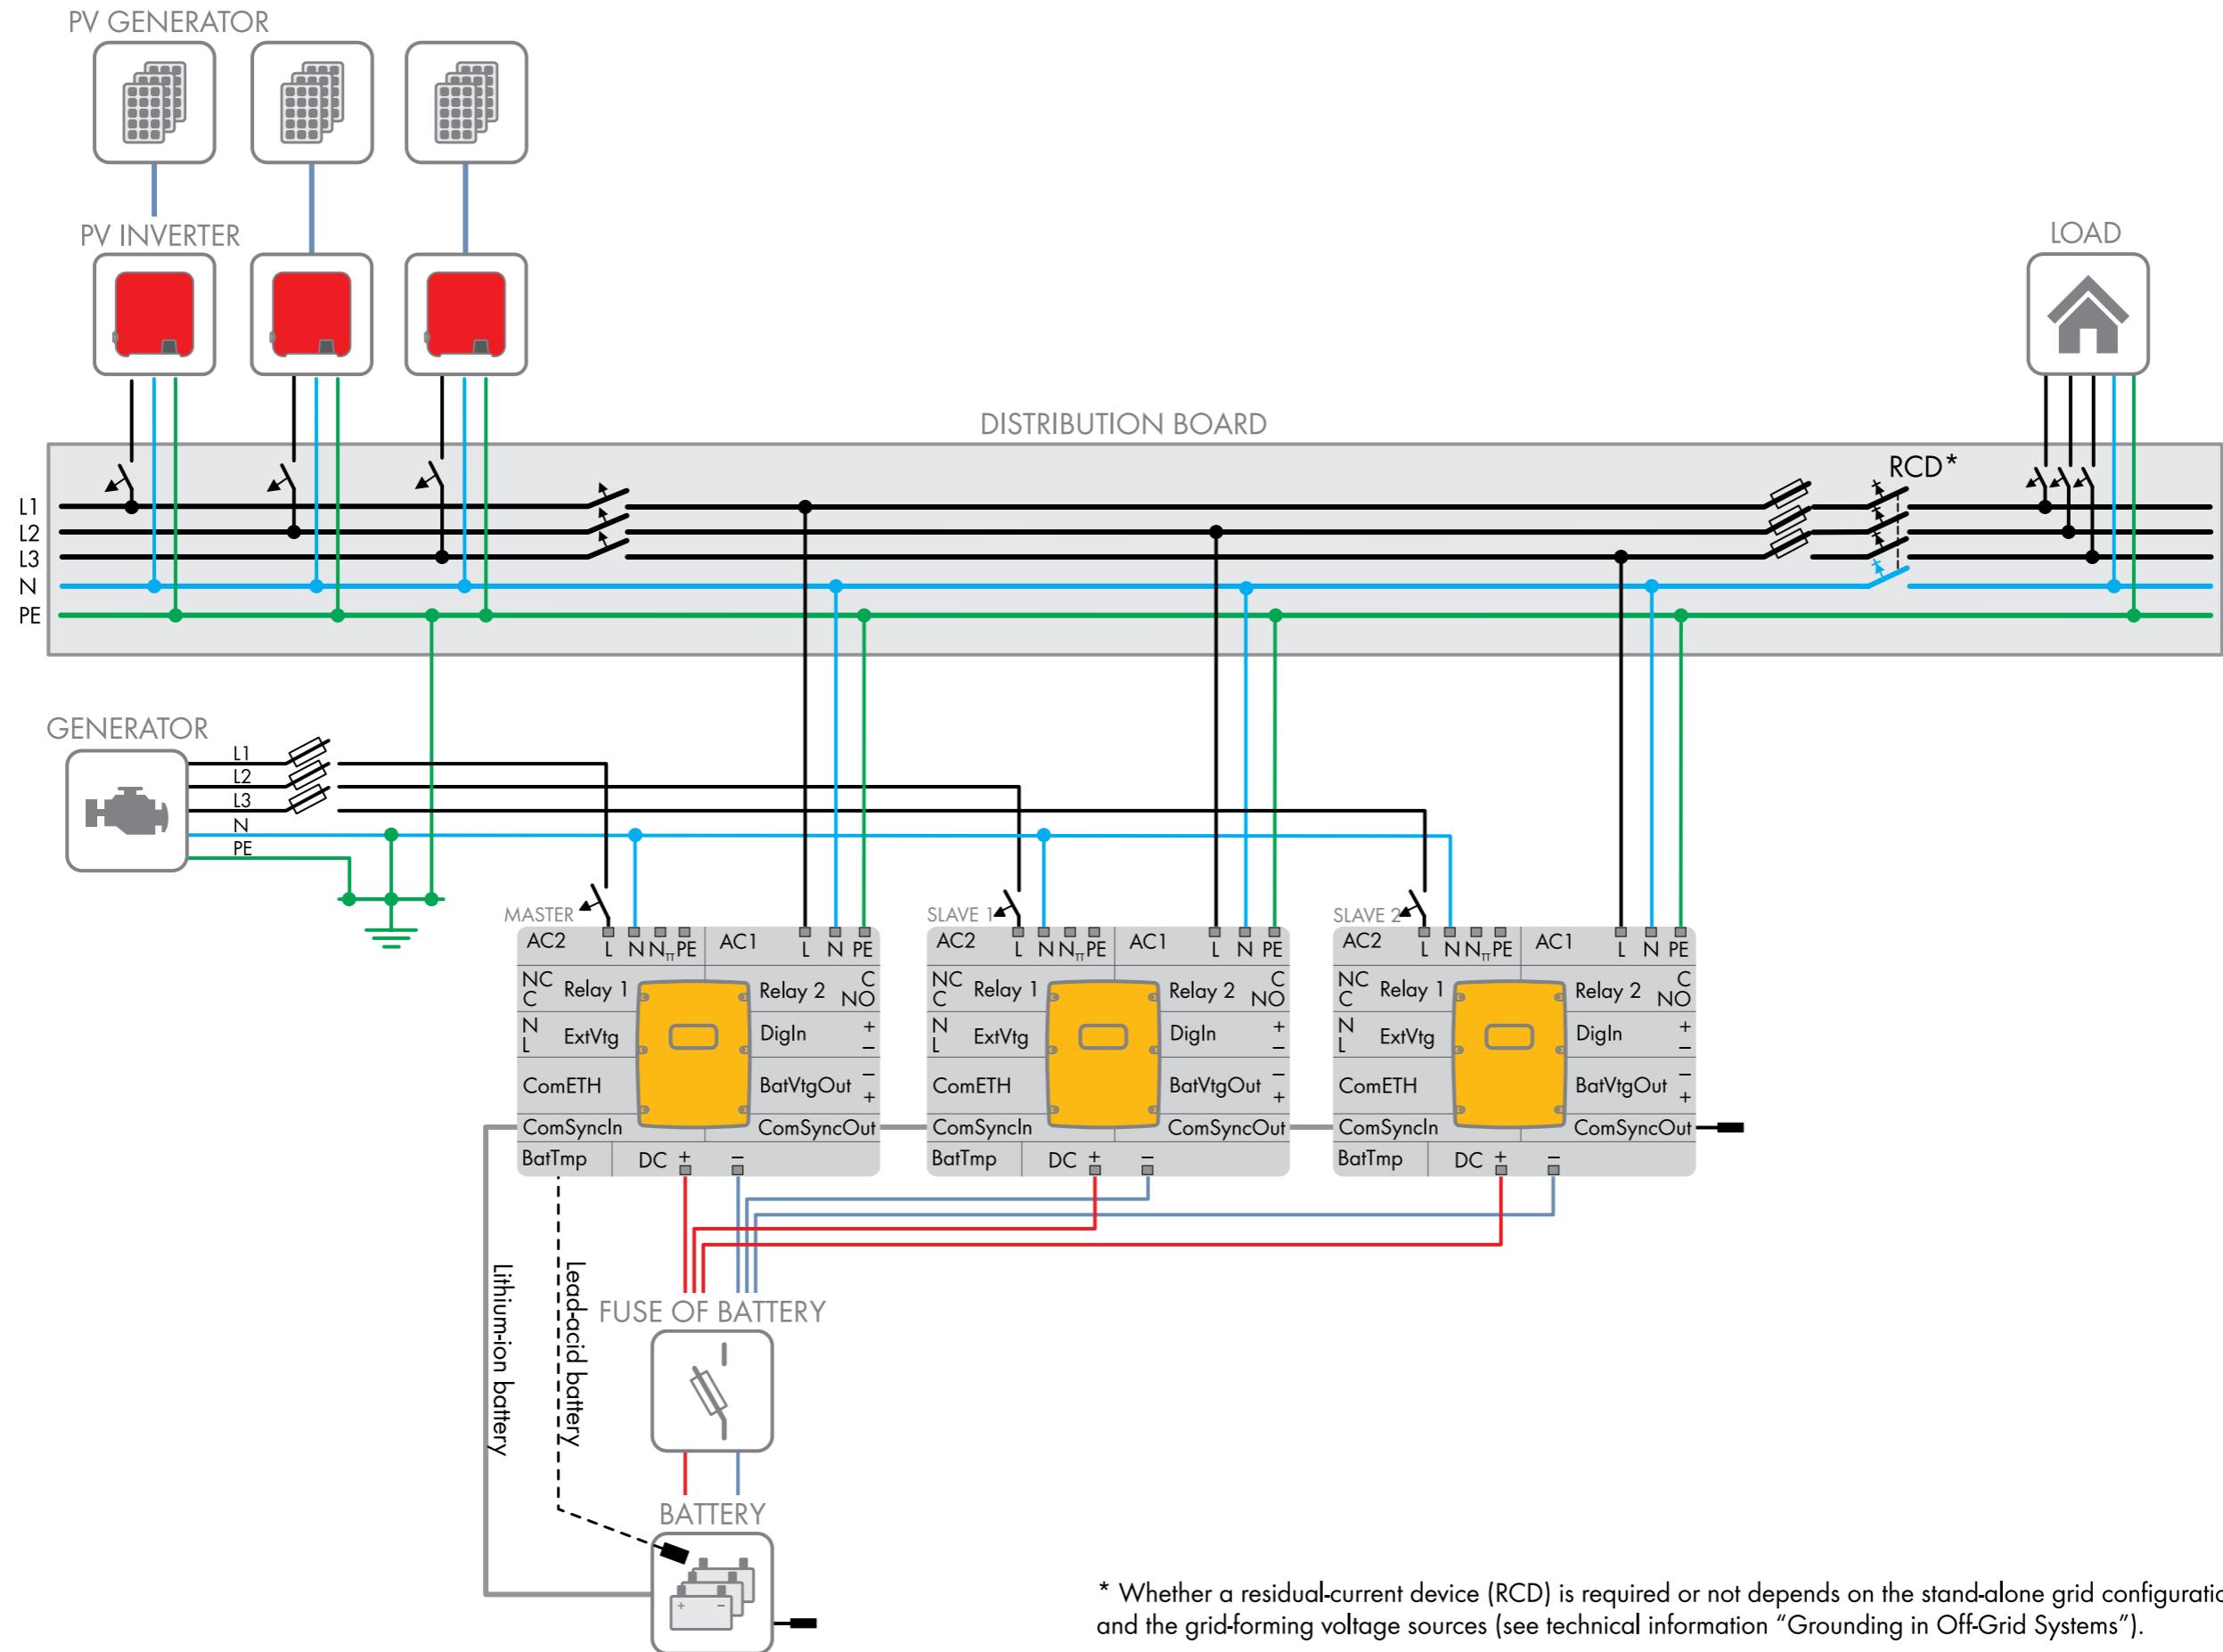 PV GENERATOR
PV INVERTER
LOAD
DISTRIBUTION BOARD
RCD*
L1
L2
L3
N
PE
GENERATOR
L1
L2
L3
N
PE
MASTER
AC2
L N Nπ PE
AC1
L N PE
NC
C
Relay 1
Relay 2
C
NO
N
L
ExtVtg
DigIn
+
−
ComETH
BatVtgOut
−
+
ComSyncIn
ComSyncOut
BatTmp
DC + −
SLAVE 1
AC2
L N Nπ PE
AC1
L N PE
NC
C
Relay 1
Relay 2
C
NO
N
L
ExtVtg
DigIn
+
−
ComETH
BatVtgOut
−
+
ComSyncIn
ComSyncOut
BatTmp
DC + −
SLAVE 2
AC2
L N Nπ PE
AC1
L N PE
NC
C
Relay 1
Relay 2
C
NO
N
L
ExtVtg
DigIn
+
−
ComETH
BatVtgOut
−
+
ComSyncIn
ComSyncOut
BatTmp
DC + −
Lithium-ion battery
Lead-acid battery
FUSE OF BATTERY
BATTERY
+ −
* Whether a residual-current device (RCD) is required or not depends on the stand-alone grid configuratio
and the grid-forming voltage sources (see technical information “Grounding in Off-Grid Systems”).